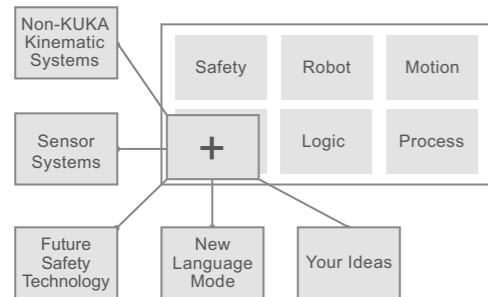 Non-KUKA
Kinematic
Systems
Safety
Robot
Motion
Sensor
Systems
+
Logic
Process
Future
Safety
Technology
New
Language
Mode
Your Ideas